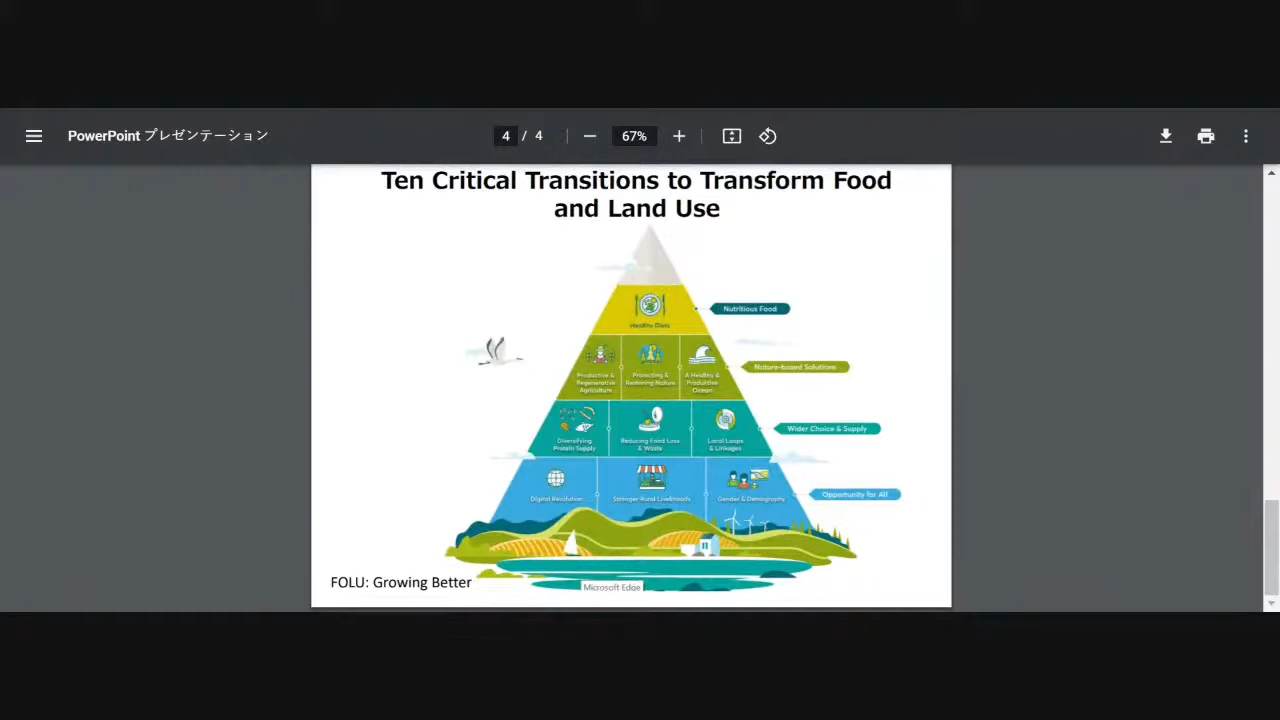 PowerPoint プレゼンテーション
4 / 4
67%
Ten Critical Transitions to Transform Food
and Land Use
Healthy Diets
Nutritious Food
Productive &
Regenerative
Agriculture
Protecting &
Restoring Nature
A Healthy &
Productive
Ocean
Nature-based Solutions
Diversifying
Protein Supply
Reducing Food Loss
& Waste
Local Loops
& Linkages
Wider Choice & Supply
Digital Revolution
Stronger Rural Livelihoods
Gender & Demography
Opportunity for All
FOLU: Growing Better
Microsoft Edge